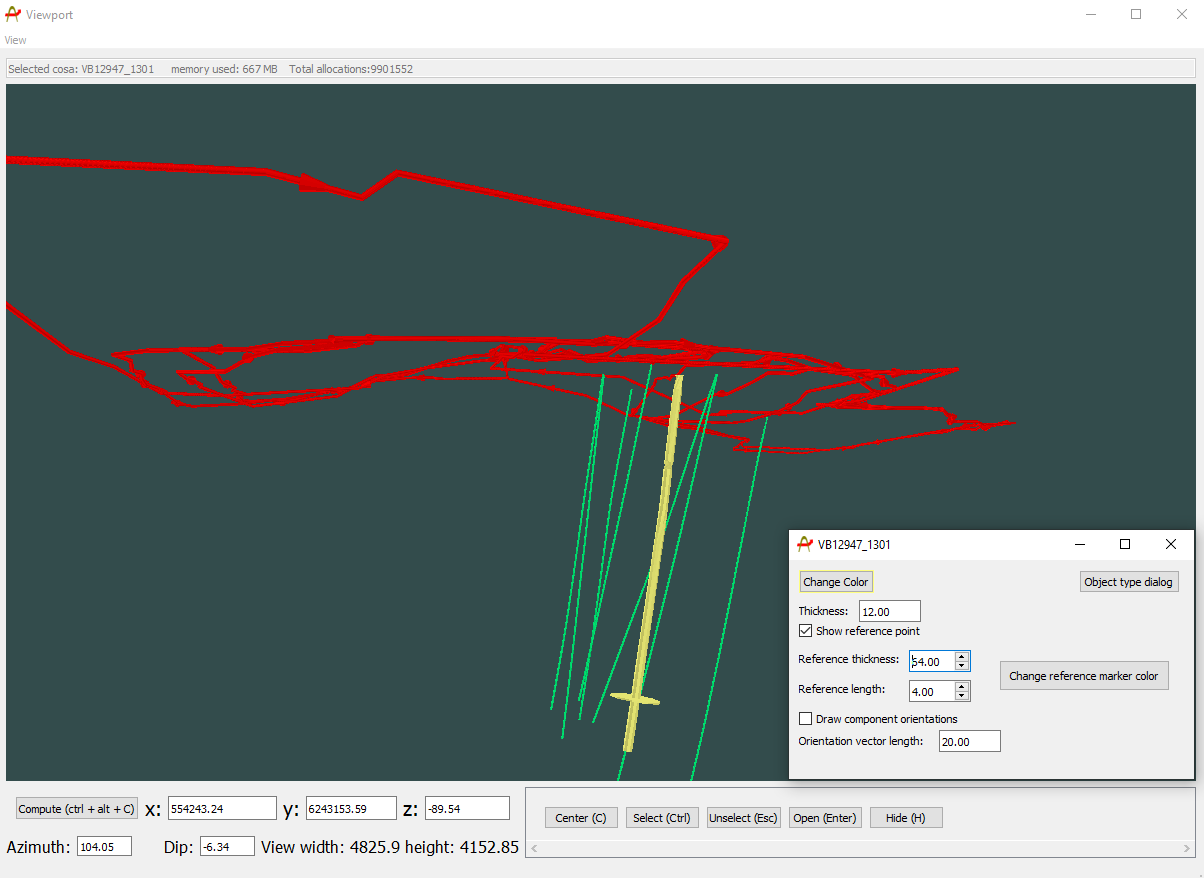 Viewport
View
Selected cosa: VB12947_1301 memory used: 667 MB Total allocations:9901552
VB12947_1301
Change Color Object type dialog
Thickness: 12.00
Show reference point
Reference thickness: 54.00
Change reference marker color
Reference length: 4.00
Draw component orientations
Orientation vector length: 20.00
Compute (ctrl + alt + C) x: 554243.24 y: 6243153.59 z: -89.54
Center (C) Select (Ctrl) Unselect (Esc) Open (Enter) Hide (H)
Azimuth: 104.05 Dip: -6.34 View width: 4825.9 height: 4152.85